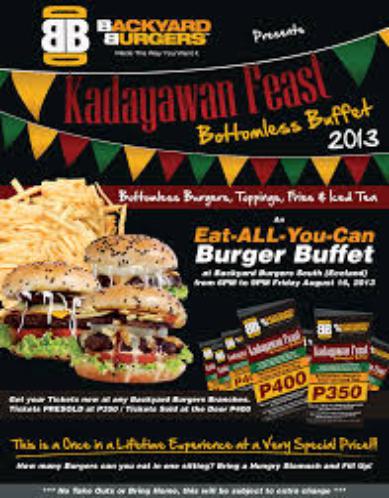 BB BACKYARD
BURGERS
Made The Way You Want It
Presents
Kadayawan Feast
Bottomless Buffet
2013
Bottomless Burgers, Toppings, Fries & Iced Tea
An
Eat-ALL-You-Can
Burger Buffet
at Backyard Burgers South (Ecoland)
from 6PM to 9PM Friday August 16, 2013
Kadayawan Feast
Kadayawan Feast
P400
P350
Get your Tickets now at any Backyard Burgers Branches.
Tickets PRESOLD at P350 / Tickets Sold at the Door P400
This is a Once in a Lifetime Experience at a Very Special Price!!!
How many Burgers can you eat in one sitting? Bring a Hungry Stomach and Fill Up!
*** No Take Outs or Bring Home, this will be subject to extra charge ***